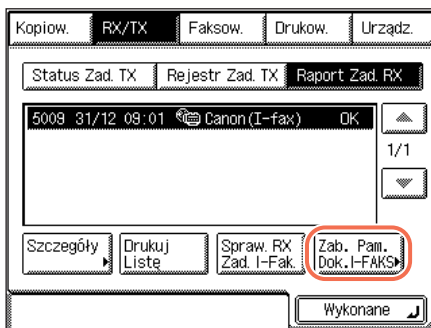 Kopiow. RX/TX Faksow. Drukow. Urządz.
Status Zad. TX Rejestr Zad. TX Raport Zad. RX
5009 31/12 09:01 Canon(I-fax) OK
1/1
Szczegóły Drukuj Spraw. RX Zab. Pam.
Listę Zad. I-Fak. Dok.I-FAKS
Wykonane